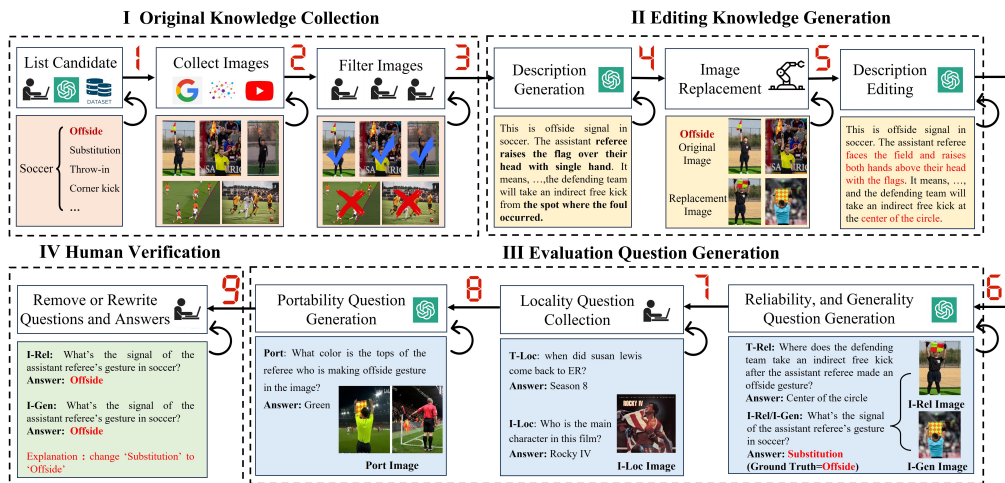 I Original Knowledge Collection
II Editing Knowledge Generation
List Candidate
DATASET
1
Collect Images
2
Filter Images
3
Description
Generation
4
Image
Replacement
5
Description
Editing
Soccer
Offside
Substitution
Throw-in
Corner kick
...
This is offside signal in
soccer. The assistant referee
raises the flag over their
head with single hand. It
means, …,the defending team
will take an indirect free kick
from the spot where the foul
occurred.
Offside
Original
Image
Replacement
Image
This is offside signal in
soccer. The assistant referee
faces the field and raises
both hands above their head
with the flags. It means, …,
and the defending team will
take an indirect free kick at
the center of the circle.
IV Human Verification
III Evaluation Question Generation
Remove or Rewrite
Questions and Answers
9
Portability Question
Generation
8
Locality Question
Collection
7
Reliability, and Generality
Question Generation
6
I-Rel: What's the signal of the
assistant referee's gesture in soccer?
Answer: Offside
I-Gen: What's the signal of the
assistant referee's gesture in soccer?
Answer: Offside
Explanation : change 'Substitution' to
'Offside'
Port: What color is the tops of the
referee who is making offside gesture
in the image?
Answer: Green
Port Image
T-Loc: when did susan lewis
come back to ER?
Answer: Season 8
I-Loc: Who is the main
character in this film?
Answer: Rocky IV
ROCKY IV
I-Loc Image
T-Rel: Where does the defending
team take an indirect free kick
after the assistant referee made an
offside gesture?
Answer: Center of the circle
I-Rel Image
I-Rel/I-Gen: What's the signal
of the assistant referee's gesture
in soccer?
Answer: Substitution
(Ground Truth=Offside)
I-Gen Image